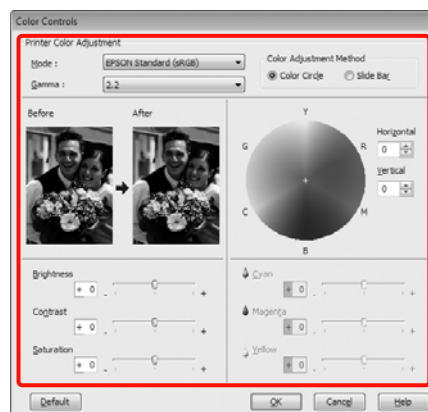 Color Controls
Printer Color Adjustment
Mode : EPSON Standard (sRGB)
Gamma : 2.2
Color Adjustment Method
Color Circle Slide Bar
Before After
Y
G R
C M
B
Horizontal
0
Vertical
0
Brightness
+ 0 - +
Contrast
+ 0 - +
Saturation
+ 0 - +
Cyan
+ 0 - +
Magenta
+ 0 - +
Yellow
+ 0 - +
Default OK Cancel Help